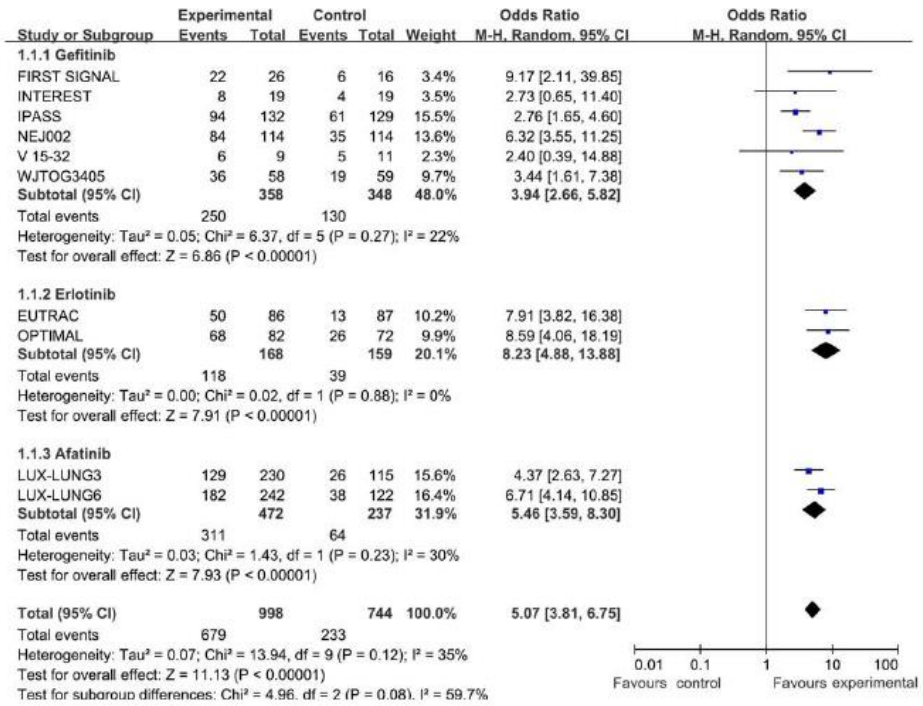 Experimental Control Odds Ratio Odds Ratio
Study or Subgroup Events Total Events Total Weight M-H, Random, 95% CI M-H, Random, 95% CI
1.1.1 Gefitinib
FIRST SIGNAL 22 26 6 16 3.4% 9.17 [2.11, 39.85]
INTEREST 8 19 4 19 3.5% 2.73 [0.65, 11.40]
IPASS 94 132 61 129 15.5% 2.76 [1.65, 4.60]
NEJ002 84 114 35 114 13.6% 6.32 [3.55, 11.25]
V 15-32 6 9 5 11 2.3% 2.40 [0.39, 14.88]
WJTOG3405 36 58 19 59 9.7% 3.44 [1.61, 7.38]
Subtotal (95% CI) 358 348 48.0% 3.94 [2.66, 5.82]
Total events 250 130
Heterogeneity: Tau² = 0.05; Chi² = 6.37, df = 5 (P = 0.27); I² = 22%
Test for overall effect: Z = 6.86 (P < 0.00001)
1.1.2 Erlotinib
EUTRAC 50 86 13 87 10.2% 7.91 [3.82, 16.38]
OPTIMAL 68 82 26 72 9.9% 8.59 [4.06, 18.19]
Subtotal (95% CI) 168 159 20.1% 8.23 [4.88, 13.88]
Total events 118 39
Heterogeneity: Tau² = 0.00; Chi² = 0.02, df = 1 (P = 0.88); I² = 0%
Test for overall effect: Z = 7.91 (P < 0.00001)
1.1.3 Afatinib
LUX-LUNG3 129 230 26 115 15.6% 4.37 [2.63, 7.27]
LUX-LUNG6 182 242 38 122 16.4% 6.71 [4.14, 10.85]
Subtotal (95% CI) 472 237 31.9% 5.46 [3.59, 8.30]
Total events 311 64
Heterogeneity: Tau² = 0.03; Chi² = 1.43, df = 1 (P = 0.23); I² = 30%
Test for overall effect: Z = 7.93 (P < 0.00001)
Total (95% CI) 998 744 100.0% 5.07 [3.81, 6.75]
Total events 679 233
Heterogeneity: Tau² = 0.07; Chi² = 13.94, df = 9 (P = 0.12); I² = 35%
Test for overall effect: Z = 11.13 (P < 0.00001)
Test for subgroup differences: Chi² = 4.96, df = 2 (P = 0.08), I² = 59.7%
0.01 0.1 1 10 100
Favours control Favours experimental